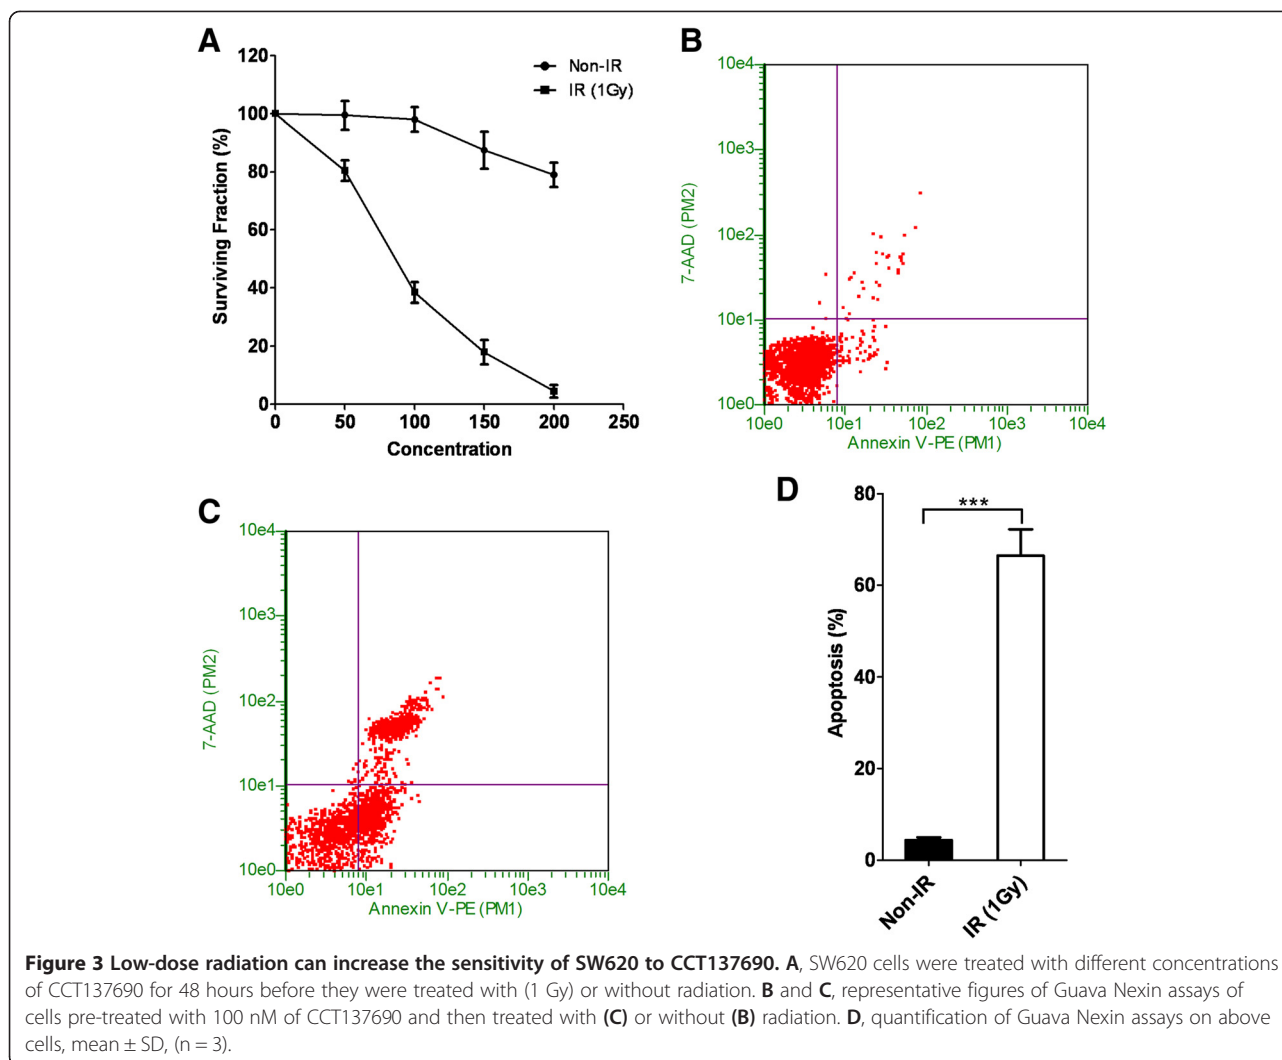 A
120
100
80
60
40
20
0
Surviving Fraction (%)
0 50 100 150 200 250
Concentration
Non-IR
IR (1Gy)
B
10e4
10e3
10e2
10e1
10e0
7-AAD (PM2)
10e0 10e1 10e2 10e3 10e4
Annexin V-PE (PM1)
C
10e4
10e3
10e2
10e1
10e0
7-AAD (PM2)
10e0 10e1 10e2 10e3 10e4
Annexin V-PE (PM1)
D
80
60
40
20
0
Apoptosis (%)
***
Non-IR
IR (1Gy)
Figure 3 Low-dose radiation can increase the sensitivity of SW620 to CCT137690. A, SW620 cells were treated with different concentrations
of CCT137690 for 48 hours before they were treated with (1 Gy) or without radiation. B and C, representative figures of Guava Nexin assays of
cells pre-treated with 100 nM of CCT137690 and then treated with (C) or without (B) radiation. D, quantification of Guava Nexin assays on above
cells, mean ± SD, (n = 3).